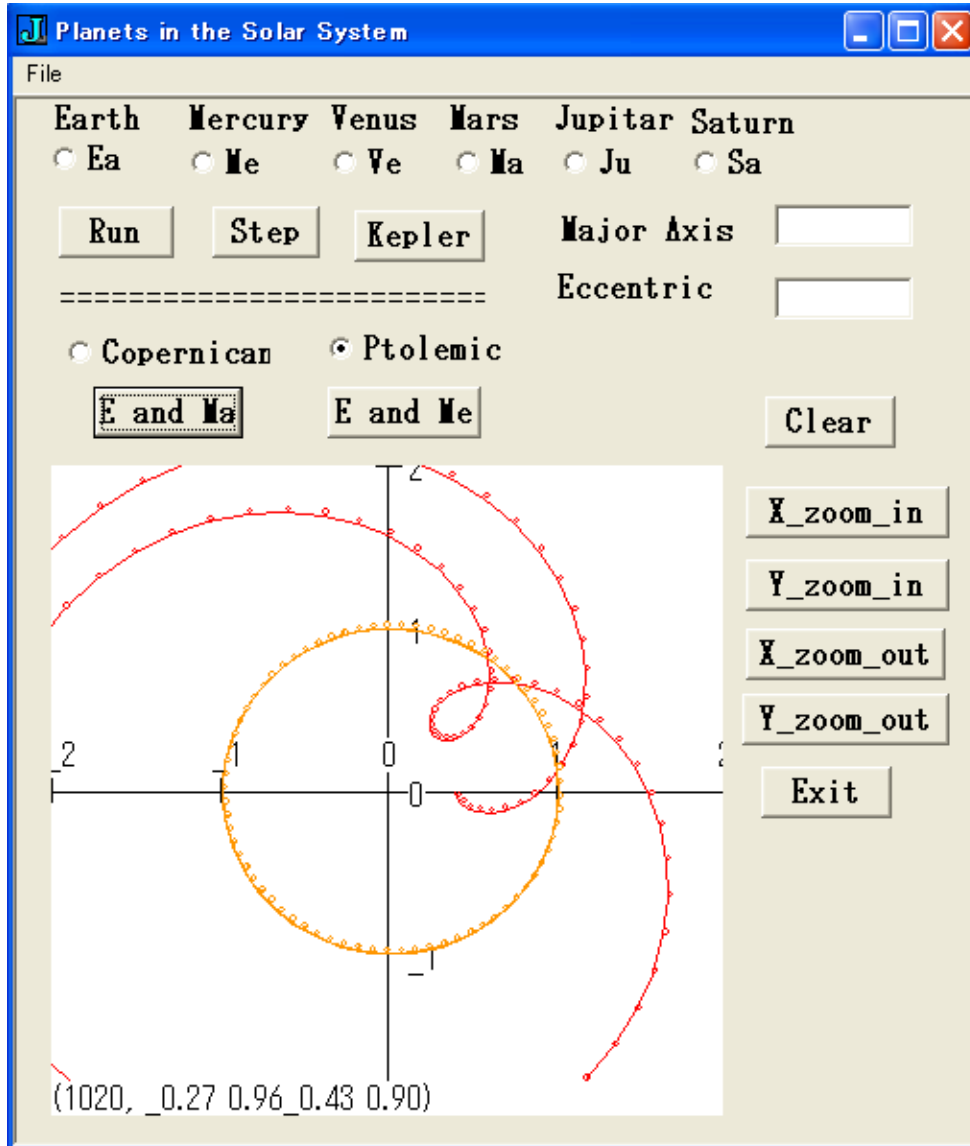 Planets in the Solar System
File
Earth Mercury Venus Mars Jupitar Saturn
Ea Me Ve Ma Ju Sa
Run Step Kepler Major Axis
=========================
Eccentric
Copernican Ptolemic
E and Ma E and Me
Clear
X_zoom_in
Y_zoom_in
X_zoom_out
Y_zoom_out
Exit
2
1
_2 _1 0 1 2
0
_1
(1020, _0.27 0.96_0.43 0.90)